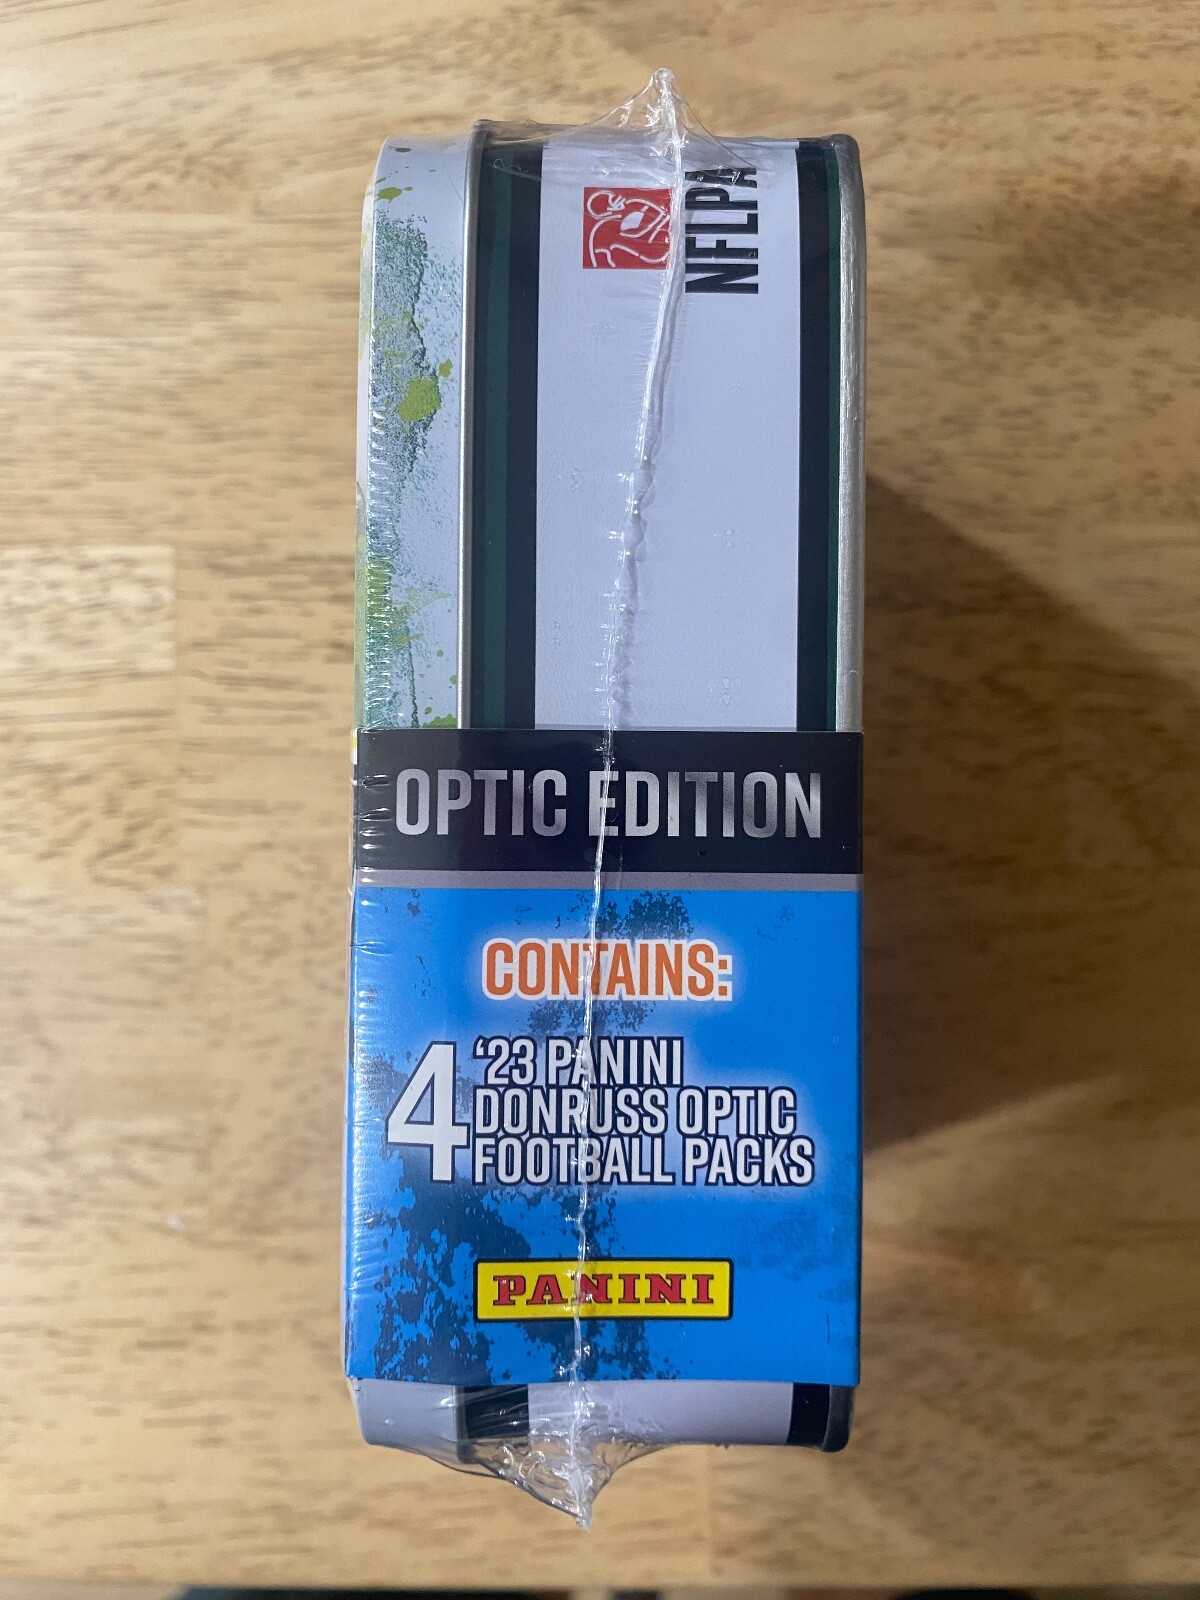 NFLPA
OPTIC EDITION
CONTAINS:
4 '23 PANINI
DONRUSS OPTIC
FOOTBALL PACKS
PANINI